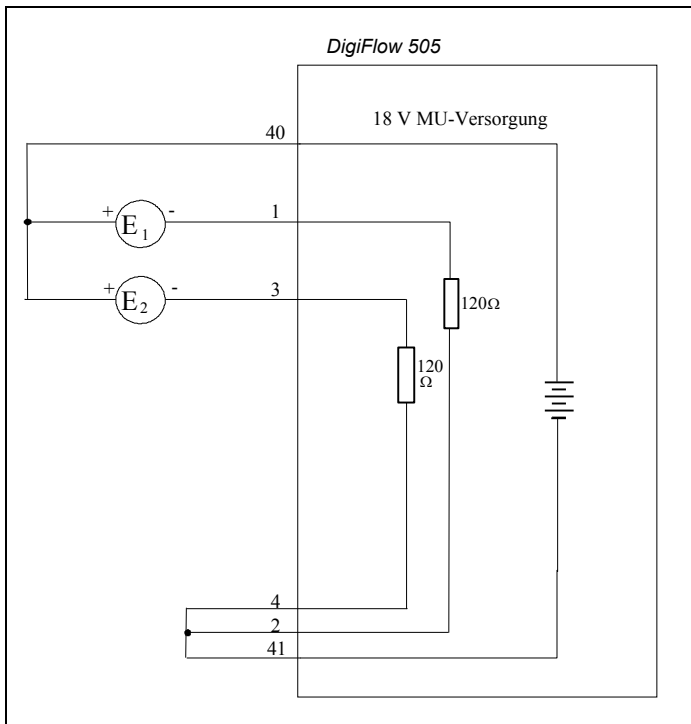 DigiFlow 505
18 V MU-Versorgung
40
+ E1 - 1
+ E2 - 3
120Ω
120
Ω
4
2
41